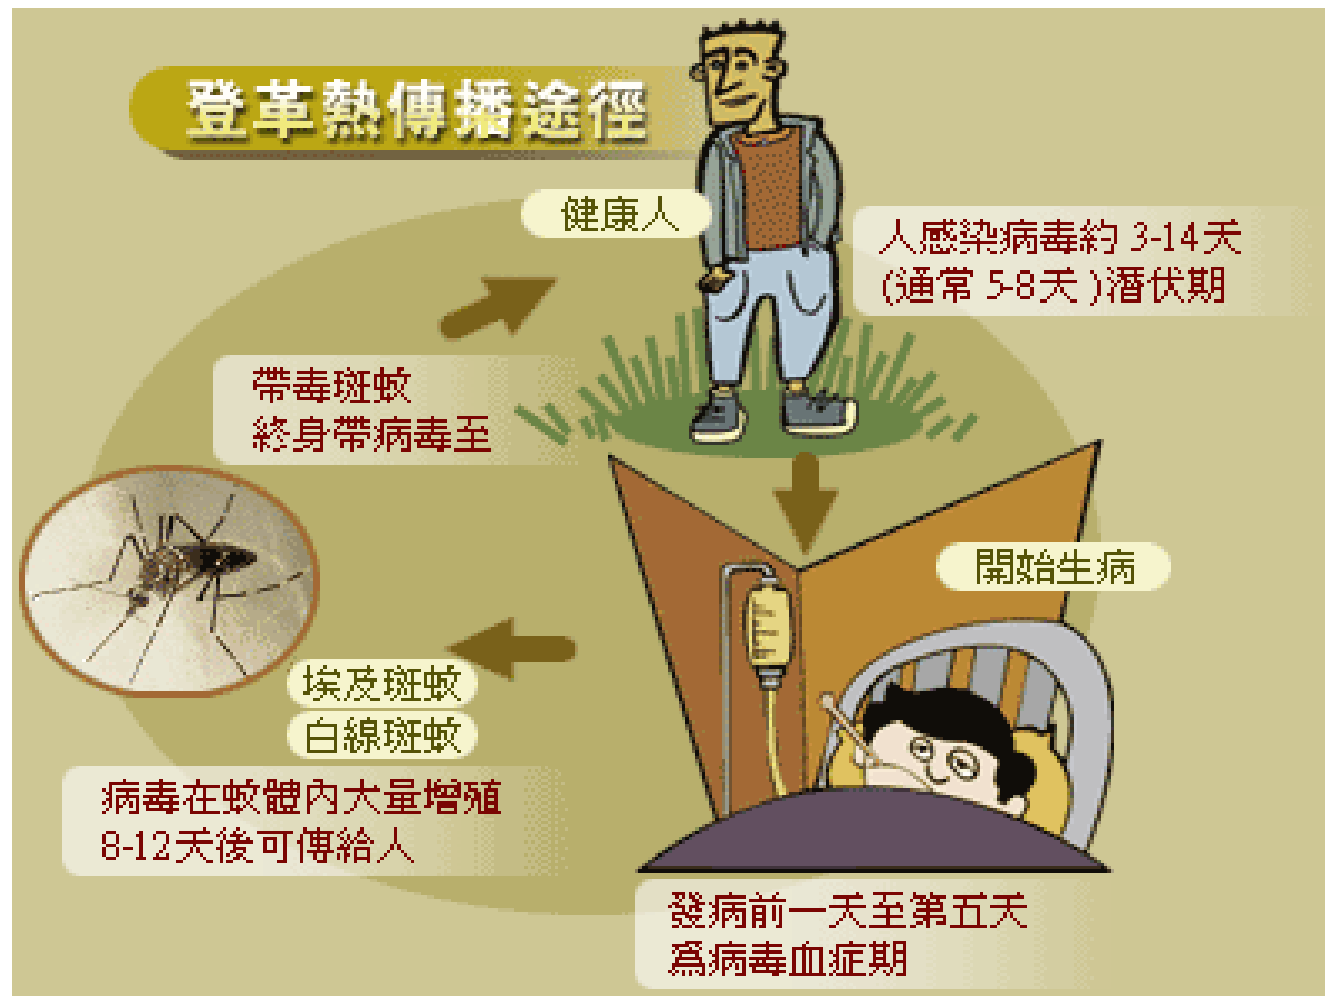 登革熱傳播途徑
健康人
人感染病毒約 3-14天
(通常 5-8天 )潛伏期
帶毒斑蚊
終身帶病毒至
開始生病
埃及斑蚊
白線斑蚊
病毒在蚊體內大量增殖
8-12天後可傳給人
發病前一天至第五天
爲病毒血症期